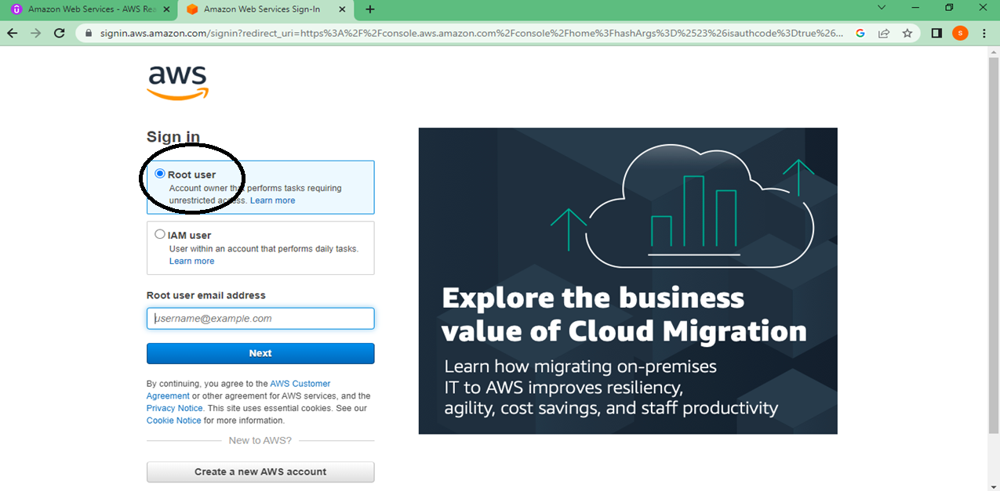 Amazon Web Services - AWS Rea
Amazon Web Services Sign-In
signin.aws.amazon.com/signin?redirect_uri=https%3A%2F%2Fconsole.aws.amazon.com%2Fconsole%2Fhome%3FhashArgs%3D%2523%26isauthcode%3Dtrue%26...
S
aws
Sign in
Root user
Account owner that performs tasks requiring
unrestricted access. Learn more
IAM user
User within an account that performs daily tasks.
Learn more
Root user email address
username@example.com
Next
By continuing, you agree to the AWS Customer
Agreement or other agreement for AWS services, and the
Privacy Notice. This site uses essential cookies. See our
Cookie Notice for more information.
New to AWS?
Create a new AWS account
Explore the business
value of Cloud Migration
Learn how migrating on-premises
IT to AWS improves resiliency,
agility, cost savings, and staff productivity